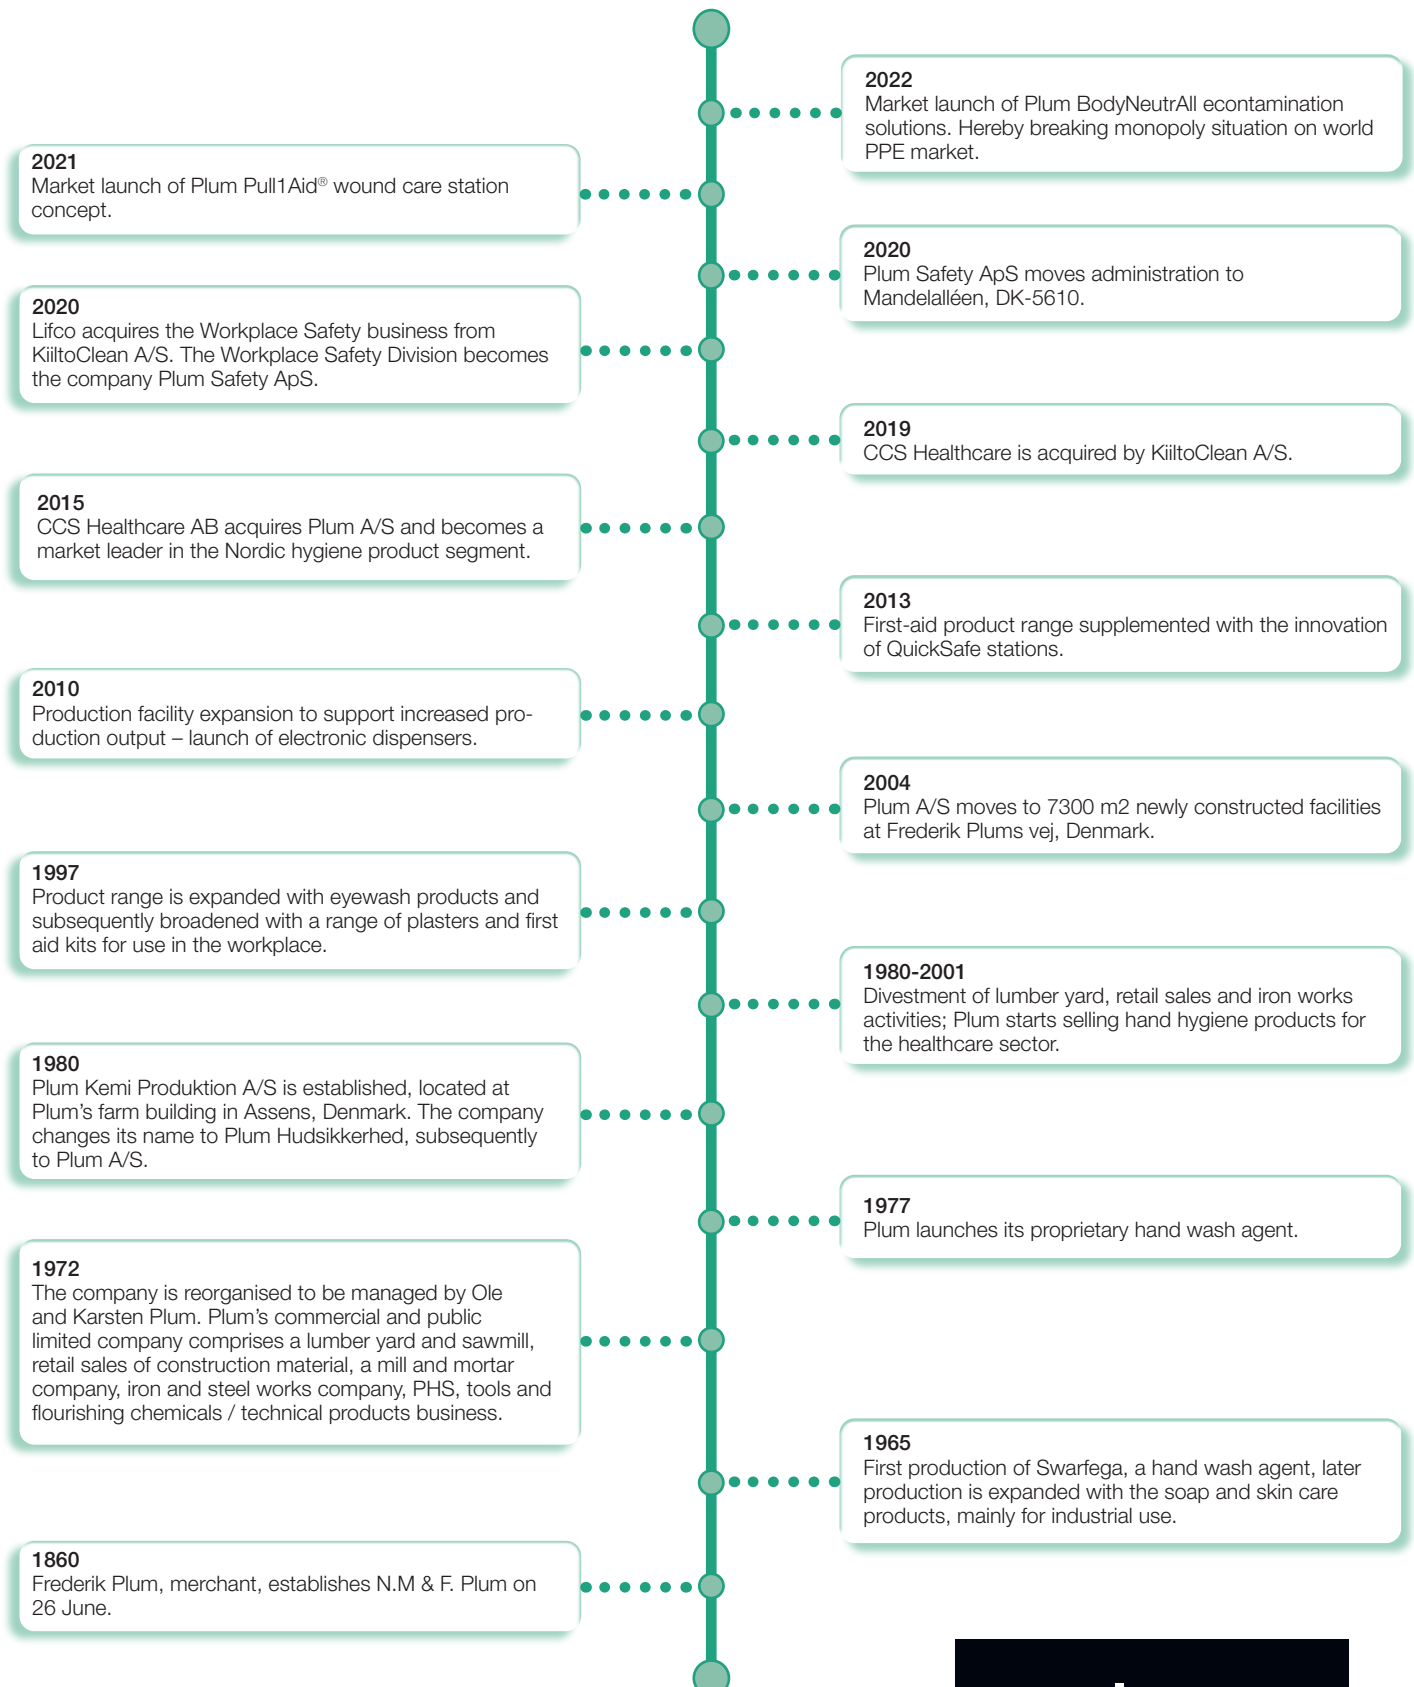 2022
Market launch of Plum BodyNeutrAll econtamination
solutions. Hereby breaking monopoly situation on world
PPE market.
2021
Market launch of Plum Pull1Aid® wound care station
concept.
2020
Plum Safety ApS moves administration to
Mandelalléen, DK-5610.
2020
Lifco acquires the Workplace Safety business from
KiiltoClean A/S. The Workplace Safety Division becomes
the company Plum Safety ApS.
2019
CCS Healthcare is acquired by KiiltoClean A/S.
2015
CCS Healthcare AB acquires Plum A/S and becomes a
market leader in the Nordic hygiene product segment.
2013
First-aid product range supplemented with the innovation
of QuickSafe stations.
2010
Production facility expansion to support increased pro-
duction output – launch of electronic dispensers.
2004
Plum A/S moves to 7300 m2 newly constructed facilities
at Frederik Plums vej, Denmark.
1997
Product range is expanded with eyewash products and
subsequently broadened with a range of plasters and first
aid kits for use in the workplace.
1980-2001
Divestment of lumber yard, retail sales and iron works
activities; Plum starts selling hand hygiene products for
the healthcare sector.
1980
Plum Kemi Produktion A/S is established, located at
Plum’s farm building in Assens, Denmark. The company
changes its name to Plum Hudsikkerhed, subsequently
to Plum A/S.
1977
Plum launches its proprietary hand wash agent.
1972
The company is reorganised to be managed by Ole
and Karsten Plum. Plum’s commercial and public
limited company comprises a lumber yard and sawmill,
retail sales of construction material, a mill and mortar
company, iron and steel works company, PHS, tools and
flourishing chemicals / technical products business.
1965
First production of Swarfega, a hand wash agent, later
production is expanded with the soap and skin care
products, mainly for industrial use.
1860
Frederik Plum, merchant, establishes N.M & F. Plum on
26 June.